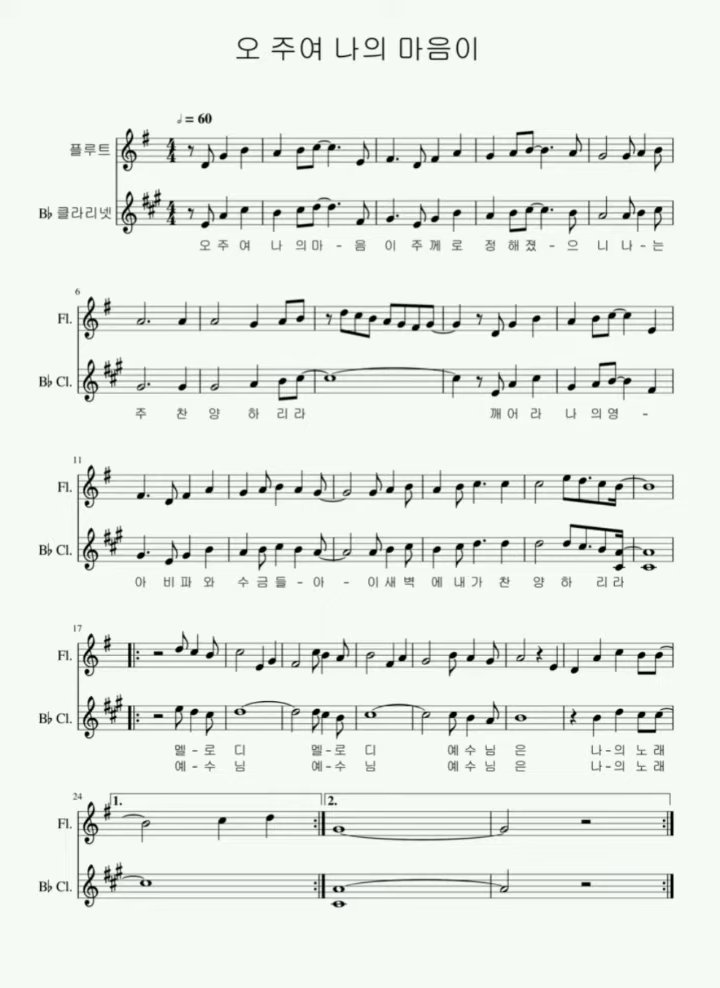 오 주여 나의 마음이
𝅗𝅥 = 60
플루트
B♭ 클라리넷
오 주 여 나 의 마 - 음 이 주 께 로 정 해 졌 - 으 니 나 - 는
6
Fl.
B♭ Cl.
주 찬 양 하 리 라 깨 어 라 나 의 영 -
11
Fl.
B♭ Cl.
아 비 파 와 수 금 들 - 아 - 이 새 벽 에 내 가 찬 양 하 리 라
17
Fl.
B♭ Cl.
멜 - 로 디 멜 - 로 디 예 수 님 은 나 - 의 노 래
예 - 수 님 예 - 수 님 예 수 님 은 나 - 의 노 래
24
1.
2.
Fl.
B♭ Cl.